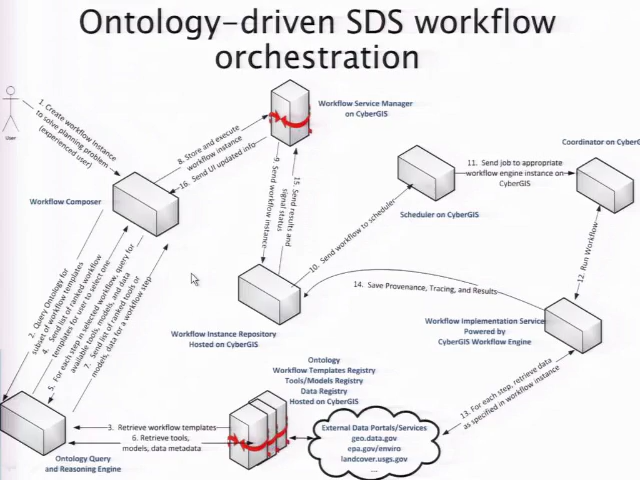 Ontology-driven SDS workflow
orchestration
User
1. Create workflow instance
to solve planning problem
(experienced user)
Workflow Composer
8. Store and execute
workflow instance
16. Send UI updated info
Workflow Service Manager
on CyberGIS
9. Send workflow instance
15. Send results and
signal status
10. Send workflow to scheduler
Scheduler on CyberGIS
11. Send job to appropriate
workflow engine instance on
CyberGIS
Coordinator on CyberG
12. Run Workflow
14. Save Provenance, Tracing, and Results
Workflow Instance Repository
Hosted on CyberGIS
Workflow Implementation Service
Powered by
CyberGIS Workflow Engine
2. Query Ontology for
subset of workflow templates
4. Send list of ranked workflow
templates for user to select one
5. For each step in selected workflow, query for
available tools, models, and data
7. Send list of ranked tools or
models, data for a workflow step
Ontology
Workflow Templates Registry
Tools/Models Registry
Data Registry
Hosted on CyberGIS
13. For each step, retrieve data
as specified in workflow instance
3. Retrieve workflow templates
6. Retrieve tools,
models, data metadata
Ontology Query
and Reasoning Engine
External Data Portals/Services
geo.data.gov
epa.gov/enviro
landcover.usgs.gov
...